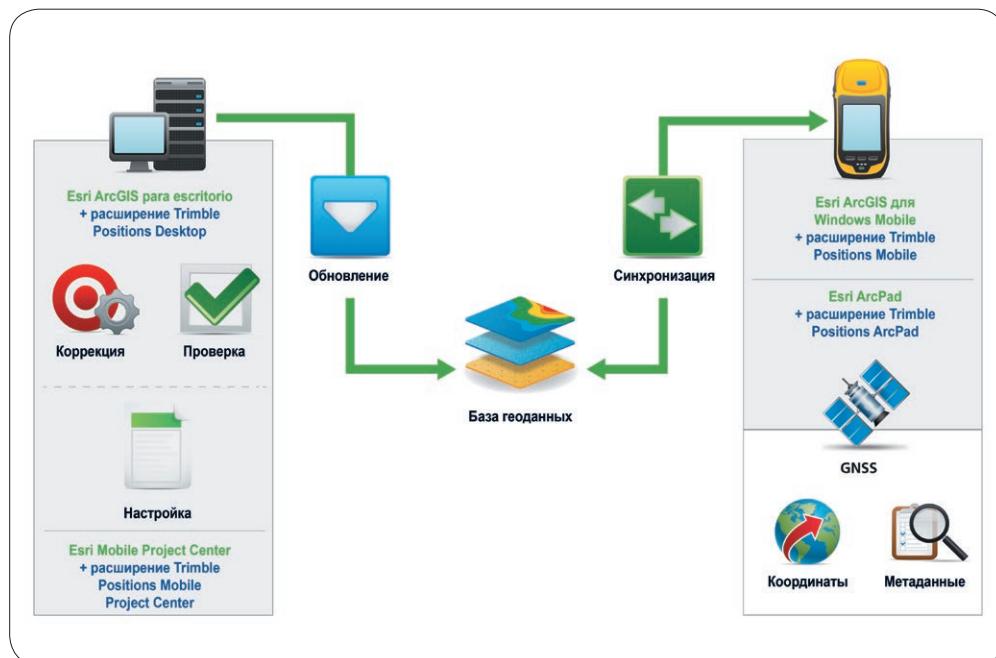 Esri ArcGIS para escritorio
+ расширение Trimble
Positions Desktop
Коррекция
Проверка
Настройка
Esri Mobile Project Center
+ расширение Trimble
Positions Mobile
Project Center
Обновление
База геоданных
Синхронизация
Esri ArcGIS для
Windows Mobile
+ расширение Trimble
Positions Mobile
Esri ArcPad
+ расширение Trimble
Positions ArcPad
GNSS
Координаты
Метаданные